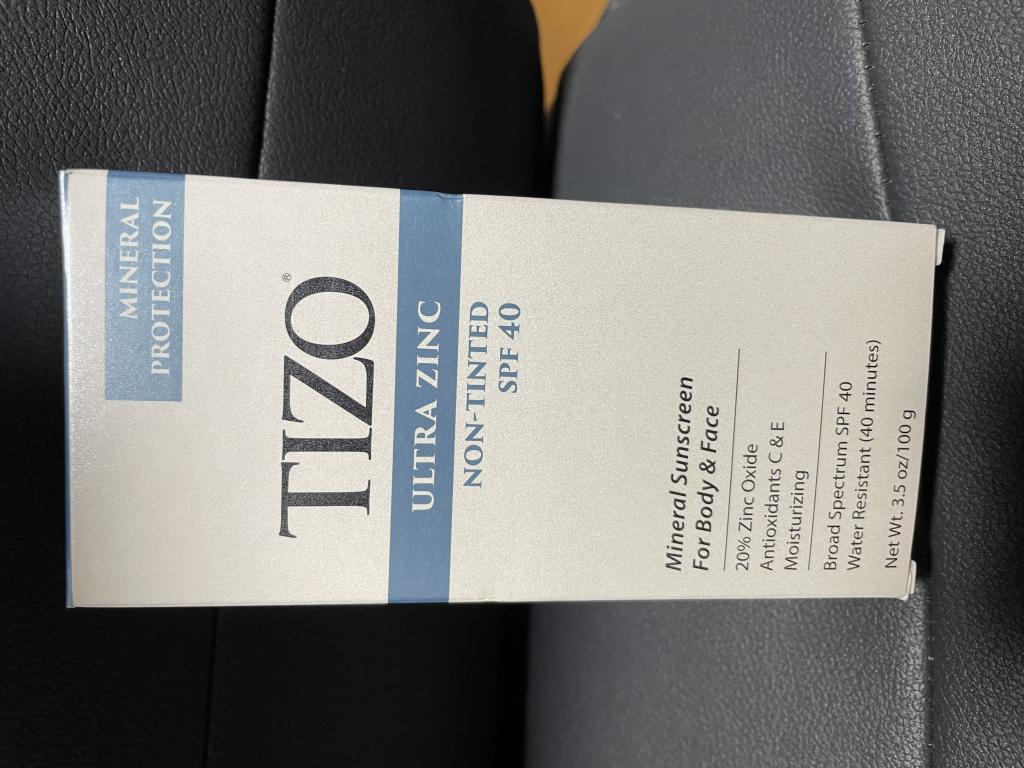 MINERAL
PROTECTION
TIZO®
ULTRA ZINC
NON-TINTED
SPF 40
Mineral Sunscreen
For Body & Face
20% Zinc Oxide
Antioxidants C & E
Moisturizing
Broad Spectrum SPF 40
Water Resistant (40 minutes)
Net Wt. 3.5 oz/100 g